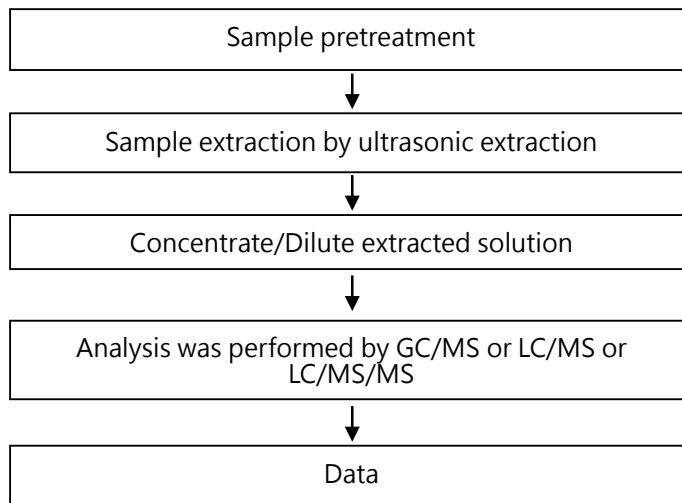 Sample pretreatment
Sample extraction by ultrasonic extraction
Concentrate/Dilute extracted solution
Analysis was performed by GC/MS or LC/MS or
LC/MS/MS
Data